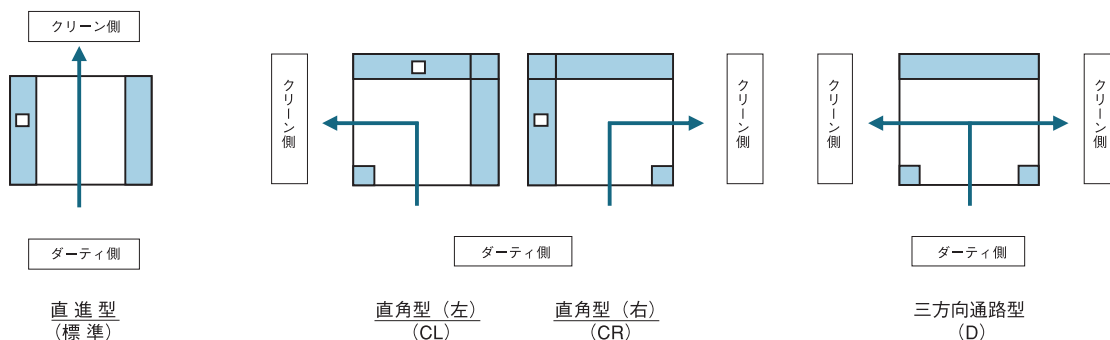 クリーン側
ダーティ側
直進型
(標準)
クリーン側
クリーン側
ダーティ側
直角型（左）
(CL)
直角型（右）
(CR)
クリーン側
クリーン側
ダーティ側
三方向通路型
(D)